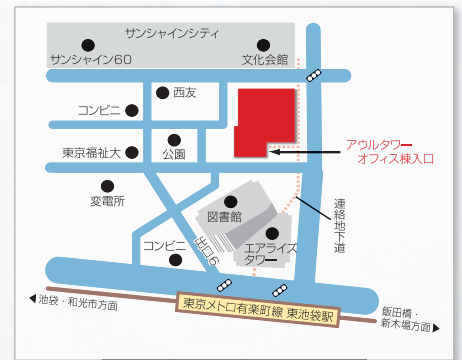 サンシャインシティ
サンシャイン60
文化会館
西友
コンビニ
東京福祉大
公園
アウルタワー
オフィス棟入口
変電所
図書館
連絡地下道
エアライズ
タワー
コンビニ
出口6
池袋・和光市方面
東京メトロ有楽町線 東池袋駅
飯田橋・
新木場方面